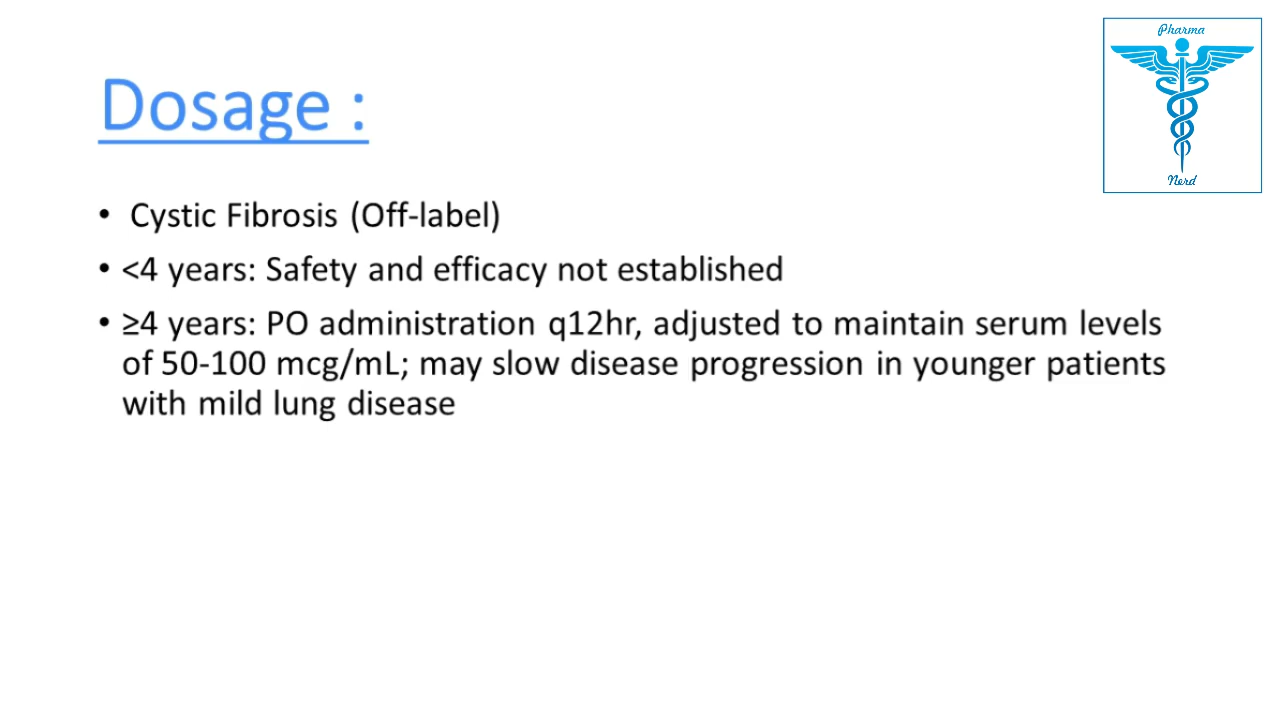 Pharma
Nerd
Dosage :
• Cystic Fibrosis (Off-label)
• <4 years: Safety and efficacy not established
• ≥4 years: PO administration q12hr, adjusted to maintain serum levels
of 50-100 mcg/mL; may slow disease progression in younger patients
with mild lung disease